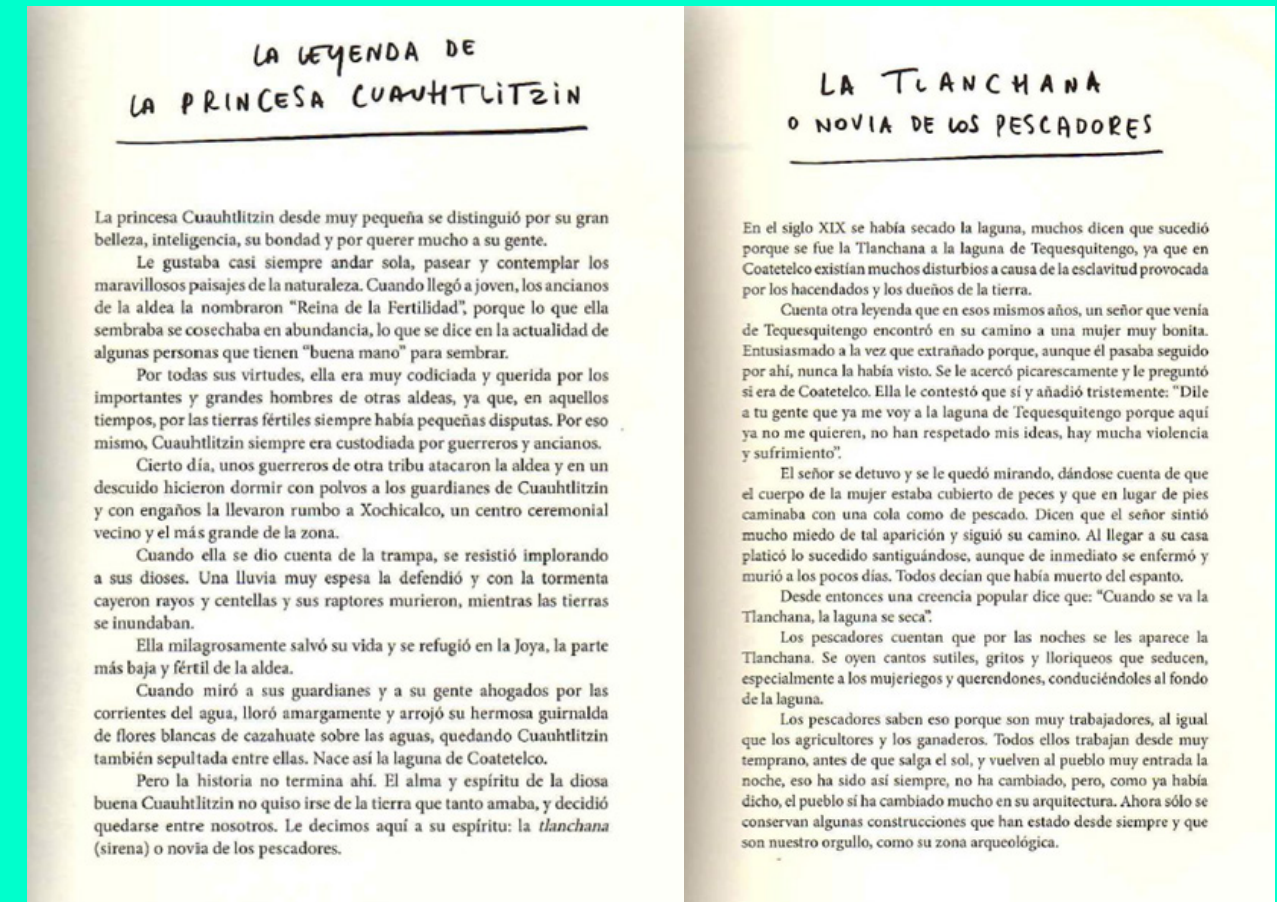 LA LEYENDA DE
LA PRINCESA CUAUHTLITZIN
La princesa Cuauhtlitzin desde muy pequeña se distinguió por su gran
belleza, inteligencia, su bondad y por querer mucho a su gente.
Le gustaba casi siempre andar sola, pasear y contemplar los
maravillosos paisajes de la naturaleza. Cuando llegó a joven, los ancianos
de la aldea la nombraron "Reina de la Fertilidad", porque lo que ella
sembraba se cosechaba en abundancia, lo que se dice en la actualidad de
algunas personas que tienen "buena mano" para sembrar.
Por todas sus virtudes, ella era muy codiciada y querida por los
importantes y grandes hombres de otras aldeas, ya que, en aquellos
tiempos, por las tierras fértiles siempre había pequeñas disputas. Por eso
mismo, Cuauhtlitzin siempre era custodiada por guerreros y ancianos.
Cierto día, unos guerreros de otra tribu atacaron la aldea y en un
descuido hicieron dormir con polvos a los guardianes de Cuauhtlitzin
y con engaños la llevaron rumbo a Xochicalco, un centro ceremonial
vecino y el más grande de la zona.
Cuando ella se dio cuenta de la trampa, se resistió implorando
a sus dioses. Una lluvia muy espesa la defendió y con la tormenta
cayeron rayos y centellas y sus raptores murieron, mientras las tierras
se inundaban.
Ella milagrosamente salvó su vida y se refugió en la Joya, la parte
más baja y fértil de la aldea.
Cuando miró a sus guardianes y a su gente ahogados por las
corrientes del agua, lloró amargamente y arrojó su hermosa guirnalda
de flores blancas de cazahuate sobre las aguas, quedando Cuauhtlitzin
también sepultada entre ellas. Nace así la laguna de Coatetelco.
Pero la historia no termina ahí. El alma y espíritu de la diosa
buena Cuauhtlitzin no quiso irse de la tierra que tanto amaba, y decidió
quedarse entre nosotros. Le decimos aquí a su espíritu: la tlanchana
(sirena) o novia de los pescadores.
LA TLANCHANA
O NOVIA DE LOS PESCADORES
En el siglo XIX se había secado la laguna, muchos dicen que sucedió
porque se fue la Tlanchana a la laguna de Tequesquitengo, ya que en
Coatetelco existían muchos disturbios a causa de la esclavitud provocada
por los hacendados y los dueños de la tierra.
Cuenta otra leyenda que en esos mismos años, un señor que venía
de Tequesquitengo encontró en su camino a una mujer muy bonita.
Entusiasmado a la vez que extrañado porque, aunque él pasaba seguido
por ahí, nunca la había visto. Se le acercó picarescamente y le preguntó
si era de Coatetelco. Ella le contestó que sí y añadió tristemente: "Dile
a tu gente que ya me voy a la laguna de Tequesquitengo porque aquí
ya no me quieren, no han respetado mis ideas, hay mucha violencia
y sufrimiento".
El señor se detuvo y se le quedó mirando, dándose cuenta de que
el cuerpo de la mujer estaba cubierto de peces y que en lugar de pies
caminaba con una cola como de pescado. Dicen que el señor sintió
mucho miedo de tal aparición y siguió su camino. Al llegar a su casa
platicó lo sucedido santiguándose, aunque de inmediato se enfermó y
murió a los pocos días. Todos decían que había muerto del espanto.
Desde entonces una creencia popular dice que: "Cuando se va la
Tlanchana, la laguna se seca".
Los pescadores cuentan que por las noches se les aparece la
Tlanchana. Se oyen cantos sutiles, gritos y lloriqueos que seducen,
especialmente a los mujeriegos y querendones, conduciéndoles al fondo
de la laguna.
Los pescadores saben eso porque son muy trabajadores, al igual
que los agricultores y los ganaderos. Todos ellos trabajan desde muy
temprano, antes de que salga el sol, y vuelven al pueblo muy entrada la
noche, eso ha sido así siempre, no ha cambiado, pero, como ya había
dicho, el pueblo sí ha cambiado mucho en su arquitectura. Ahora sólo se
conservan algunas construcciones que han estado desde siempre y que
son nuestro orgullo, como su zona arqueológica.